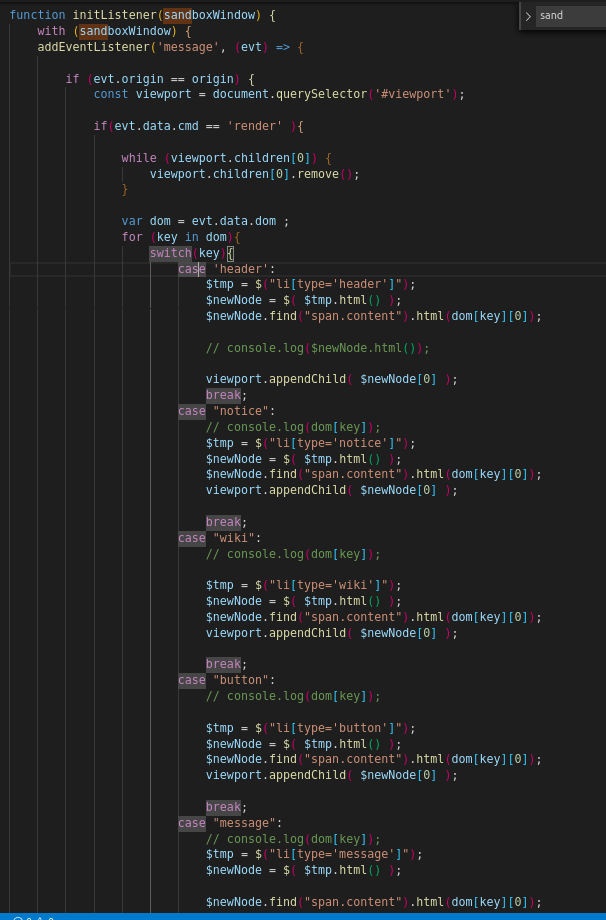 function initListener(sandboxWindow) {
sand
with (sandboxWindow) {
addEventListener('message', (evt) => {
if (evt.origin == origin) {
const viewport = document.querySelector('#viewport');
if(evt.data.cmd == 'render' ){
while (viewport.children[0]) {
viewport.children[0].remove();
}
var dom = evt.data.dom ;
for (key in dom){
switch(key){
case 'header':
$tmp = $("li[type='header']");
$newNode = $( $tmp.html() );
$newNode.find("span.content").html(dom[key][0]);
// console.log($newNode.html());
viewport.appendChild( $newNode[0] );
break;
case "notice":
// console.log(dom[key]);
$tmp = $("li[type='notice']");
$newNode = $( $tmp.html() );
$newNode.find("span.content").html(dom[key][0]);
viewport.appendChild( $newNode[0] );
break;
case "wiki":
// console.log(dom[key]);
$tmp = $("li[type='wiki']");
$newNode = $( $tmp.html() );
$newNode.find("span.content").html(dom[key][0]);
viewport.appendChild( $newNode[0] );
break;
case "button":
// console.log(dom[key]);
$tmp = $("li[type='button']");
$newNode = $( $tmp.html() );
$newNode.find("span.content").html(dom[key][0]);
viewport.appendChild( $newNode[0] );
break;
case "message":
// console.log(dom[key]);
$tmp = $("li[type='message']");
$newNode = $( $tmp.html() );
$newNode.find("span.content").html(dom[key][0]);